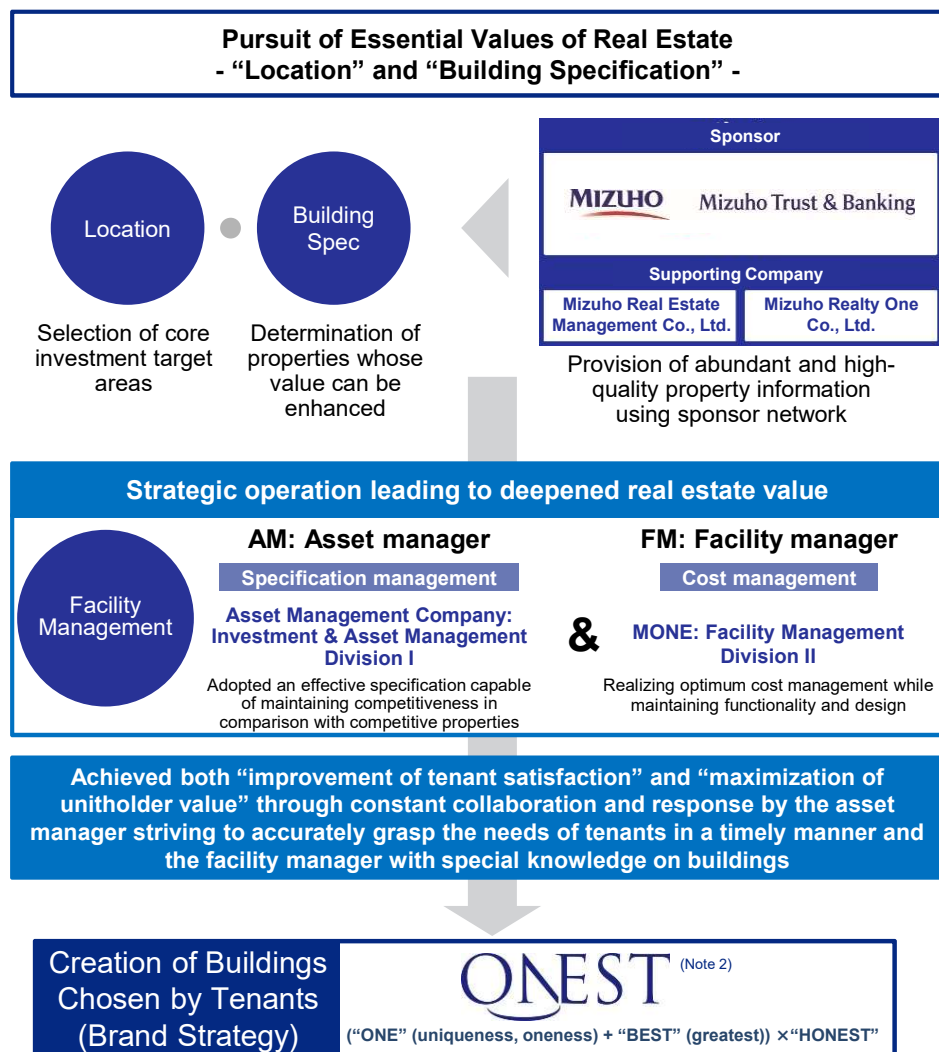 Pursuit of Essential Values of Real Estate
- “Location” and “Building Specification” -
Location
Building
Spec
Selection of core
investment target
areas
Determination of
properties whose
value can be
enhanced
Sponsor
MIZUHO Mizuho Trust & Banking
Supporting Company
Mizuho Real Estate
Management Co., Ltd.
Mizuho Realty One
Co., Ltd.
Provision of abundant and high-
quality property information
using sponsor network
Strategic operation leading to deepened real estate value
Facility
Management
AM: Asset manager
Specification management
Asset Management Company:
Investment & Asset Management
Division I
Adopted an effective specification capable
of maintaining competitiveness in
comparison with competitive properties
&
FM: Facility manager
Cost management
MONE: Facility Management
Division II
Realizing optimum cost management while
maintaining functionality and design
Achieved both “improvement of tenant satisfaction” and “maximization of
unitholder value” through constant collaboration and response by the asset
manager striving to accurately grasp the needs of tenants in a timely manner and
the facility manager with special knowledge on buildings
Creation of Buildings
Chosen by Tenants
(Brand Strategy)
ONEST (Note 2)
(“ONE” (uniqueness, oneness) + “BEST” (greatest)) ×“HONEST”